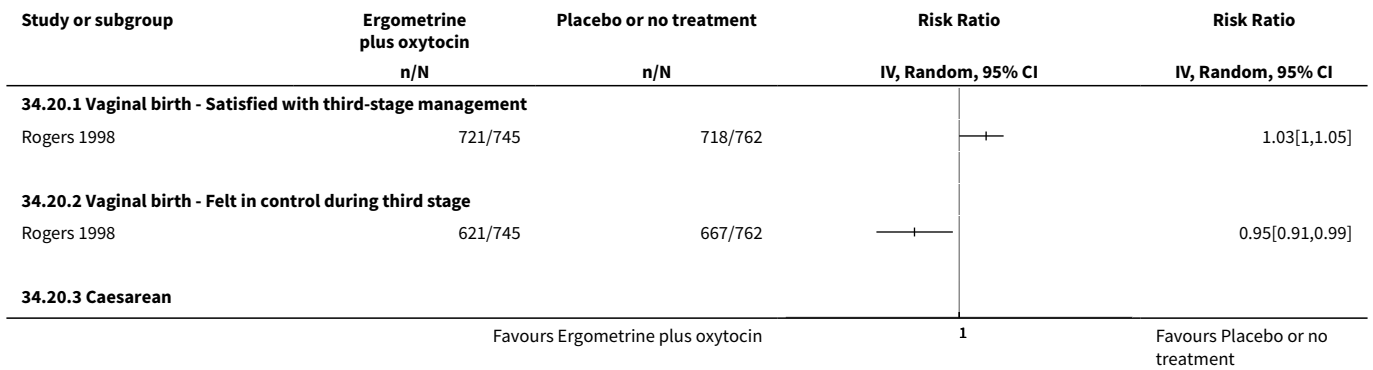 Study or subgroup Ergometrine plus oxytocin Placebo or no treatment Risk Ratio Risk Ratio
n/N n/N IV, Random, 95% CI IV, Random, 95% CI
34.20.1 Vaginal birth - Satisfied with third-stage management
Rogers 1998 721/745 718/762 1.03[1,1.05]
34.20.2 Vaginal birth - Felt in control during third stage
Rogers 1998 621/745 667/762 0.95[0.91,0.99]
34.20.3 Caesarean
Favours Ergometrine plus oxytocin 1 Favours Placebo or no
treatment